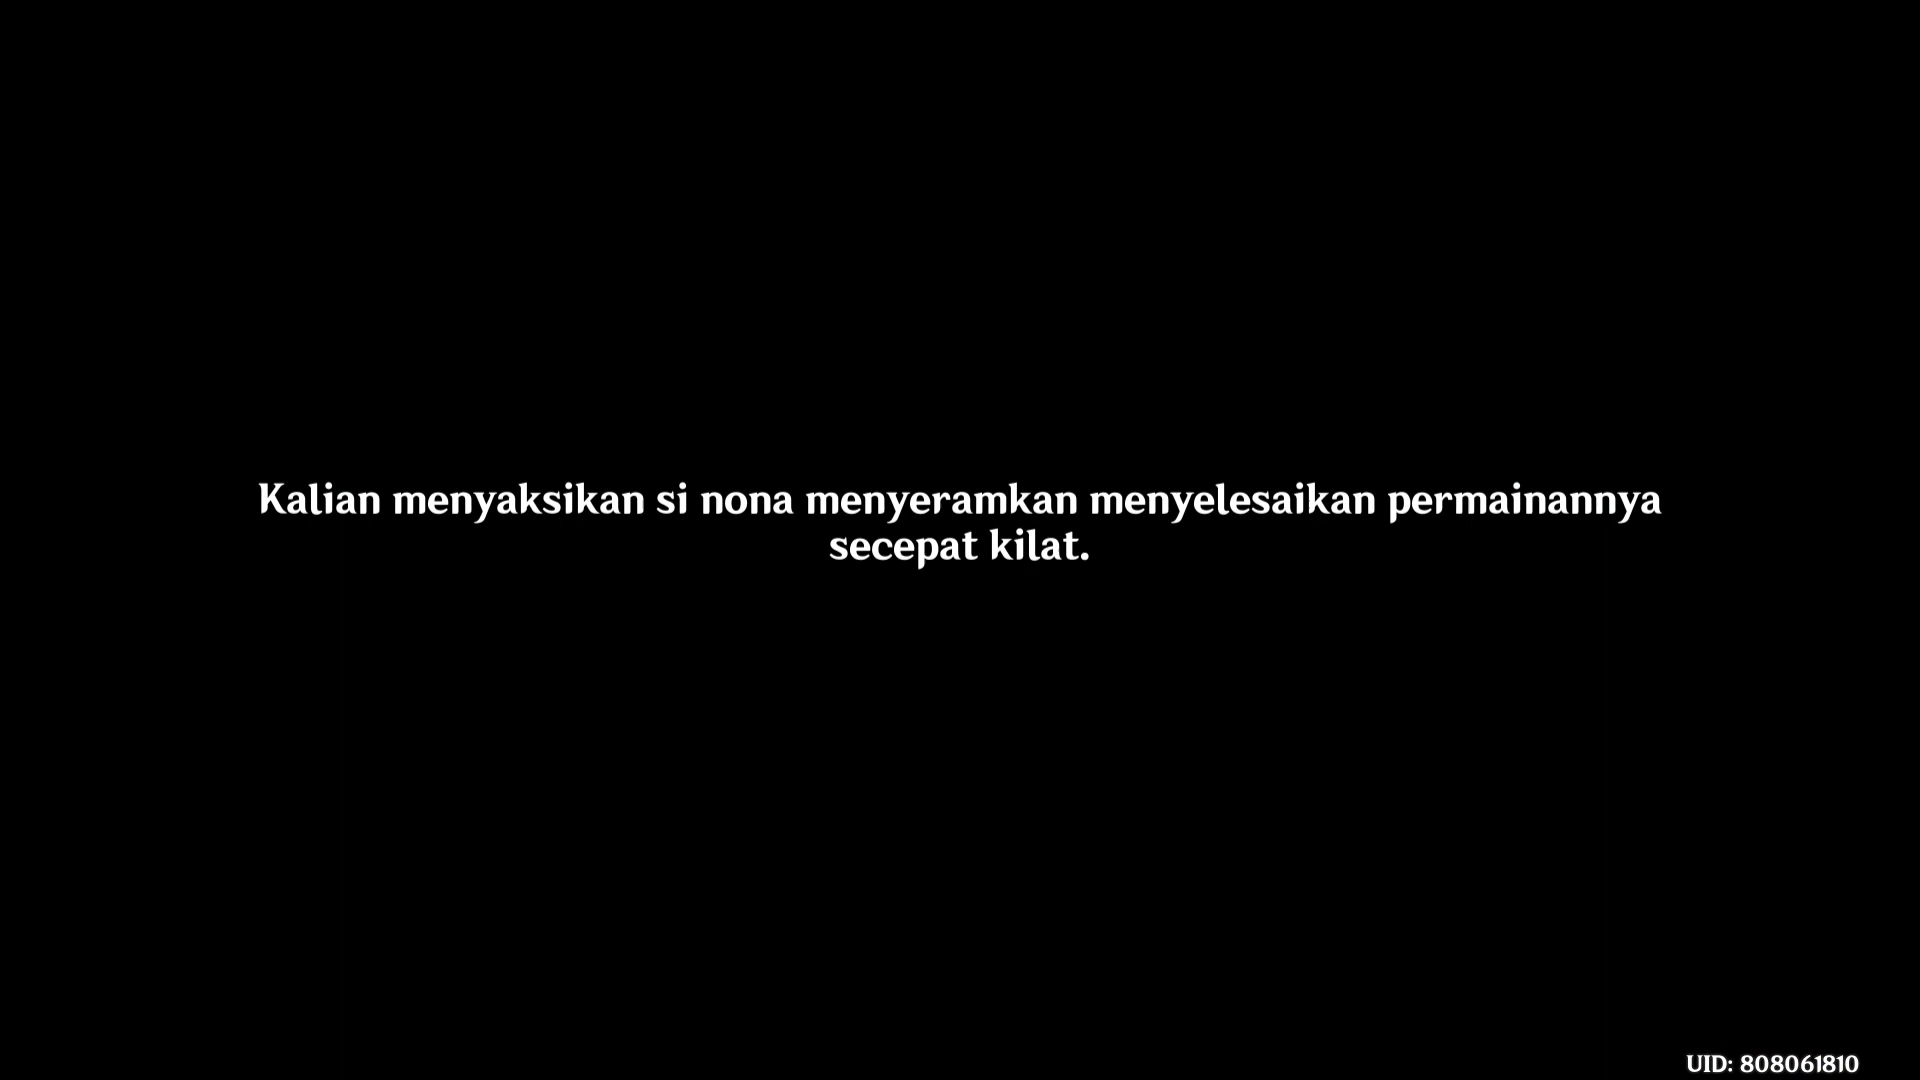 Kalian menyaksikan si nona menyeramkan menyelesaikan permainannya
secepat kilat.
UID: 808061810